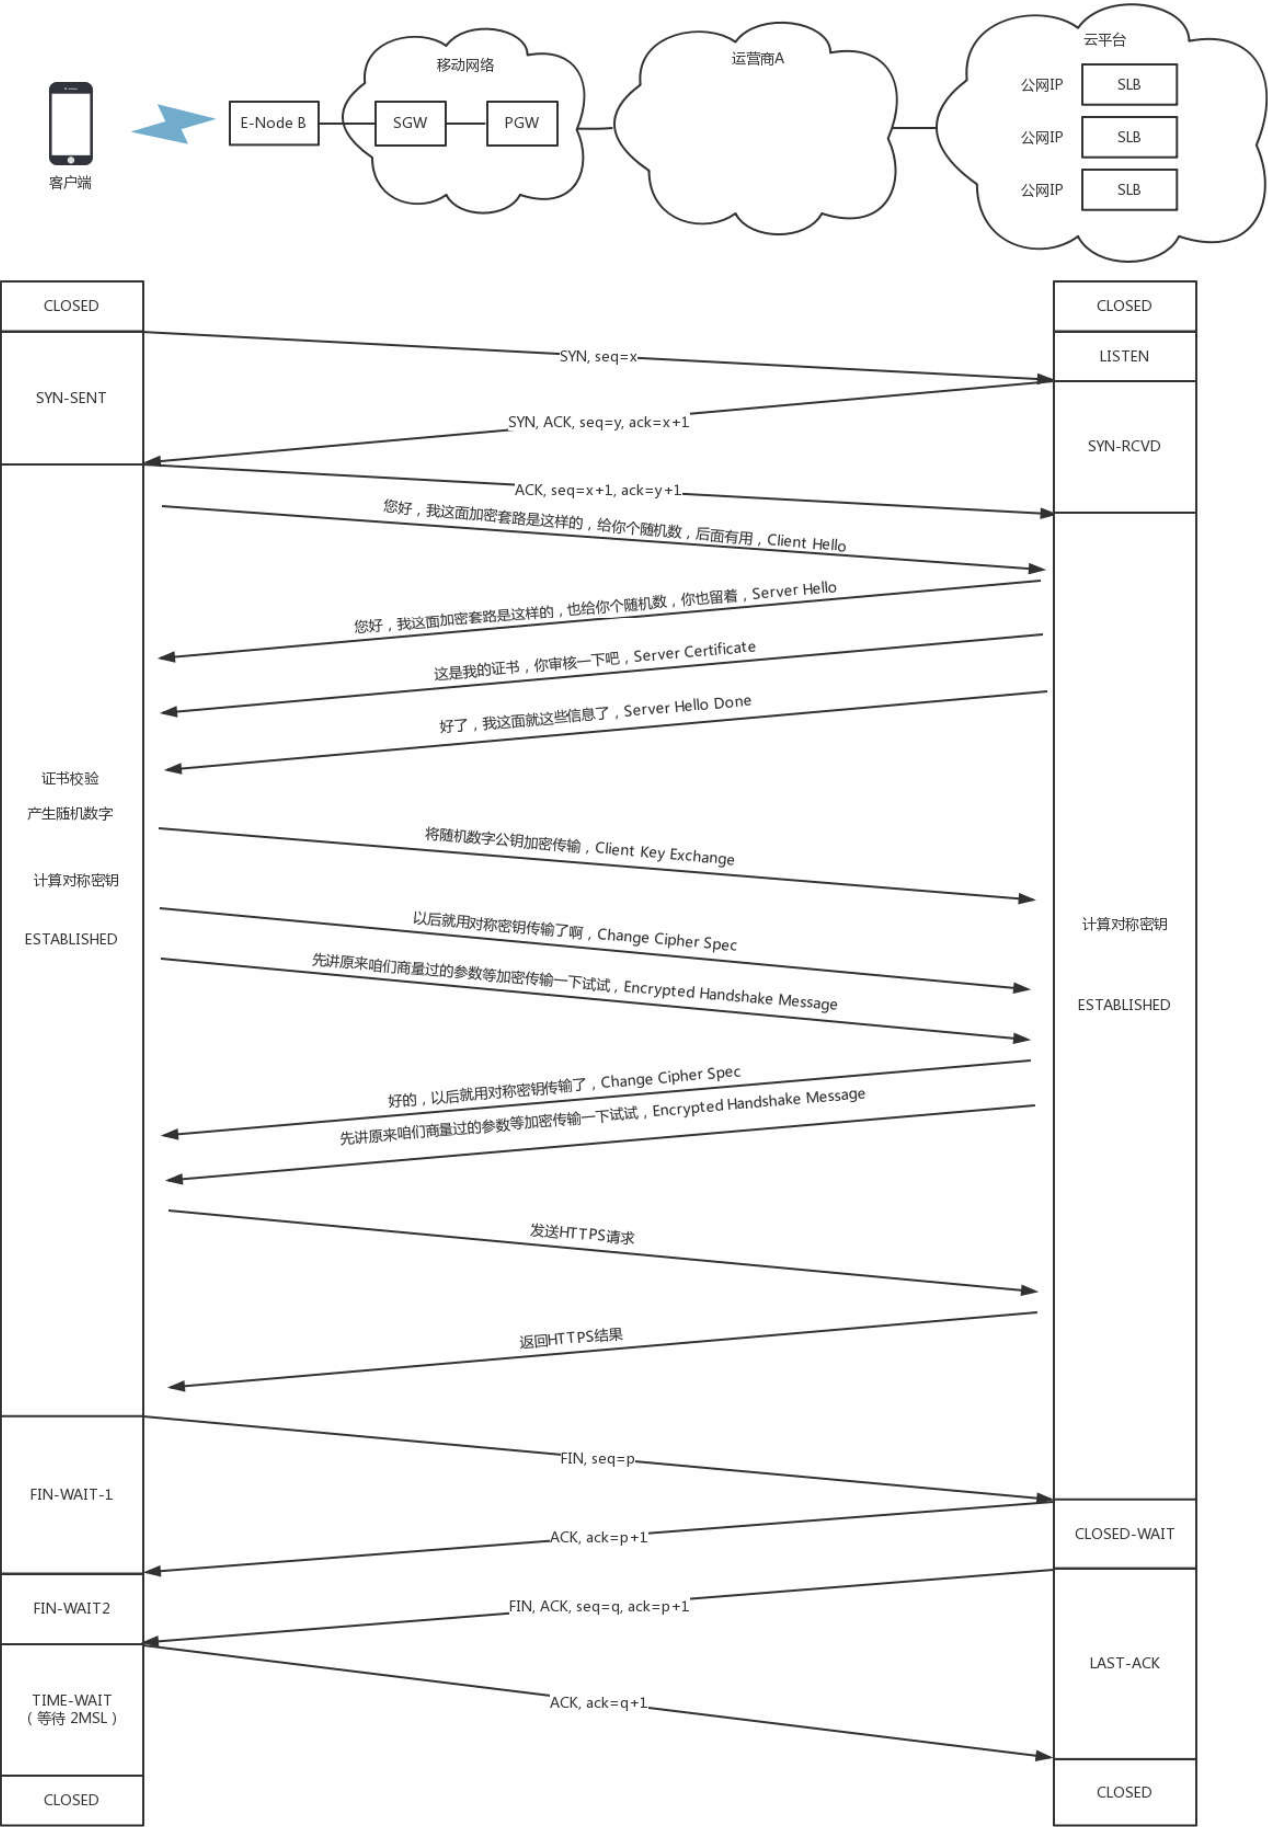 移动网络
运营商A
云平台
公网IP
SLB
E-Node B
SGW
PGW
公网IP
SLB
客户端
公网IP
SLB
CLOSED
CLOSED
SYN, seq=x
LISTEN
SYN-SENT
SYN, ACK, seq=y, ack=x+1
SYN-RCVD
ACK, seq=x+1, ack=y+1
您好，我这面加密套路是这样的，给你个随机数，后面有用，Client Hello
您好，我这面加密套路是这样的，也给你个随机数，你也留着，Server Hello
这是我的证书，你审核一下吧，Server Certificate
好了，我这面就这些信息了，Server Hello Done
证书校验
产生随机数字
将随机数字公钥加密传输，Client Key Exchange
计算对称密钥
以后就用对称密钥传输了啊，Change Cipher Spec
计算对称密钥
ESTABLISHED
先讲原来咱们商量过的参数等加密传输一下试试，Encrypted Handshake Message
ESTABLISHED
好的，以后就用对称密钥传输了，Change Cipher Spec
先讲原来咱们商量过的参数等加密传输一下试试，Encrypted Handshake Message
发送HTTPS请求
返回HTTPS结果
FIN, seq=p
FIN-WAIT-1
ACK, ack=p+1
CLOSED-WAIT
FIN-WAIT2
FIN, ACK, seq=q, ack=p+1
LAST-ACK
TIME-WAIT
（等待 2MSL）
ACK, ack=q+1
CLOSED
CLOSED